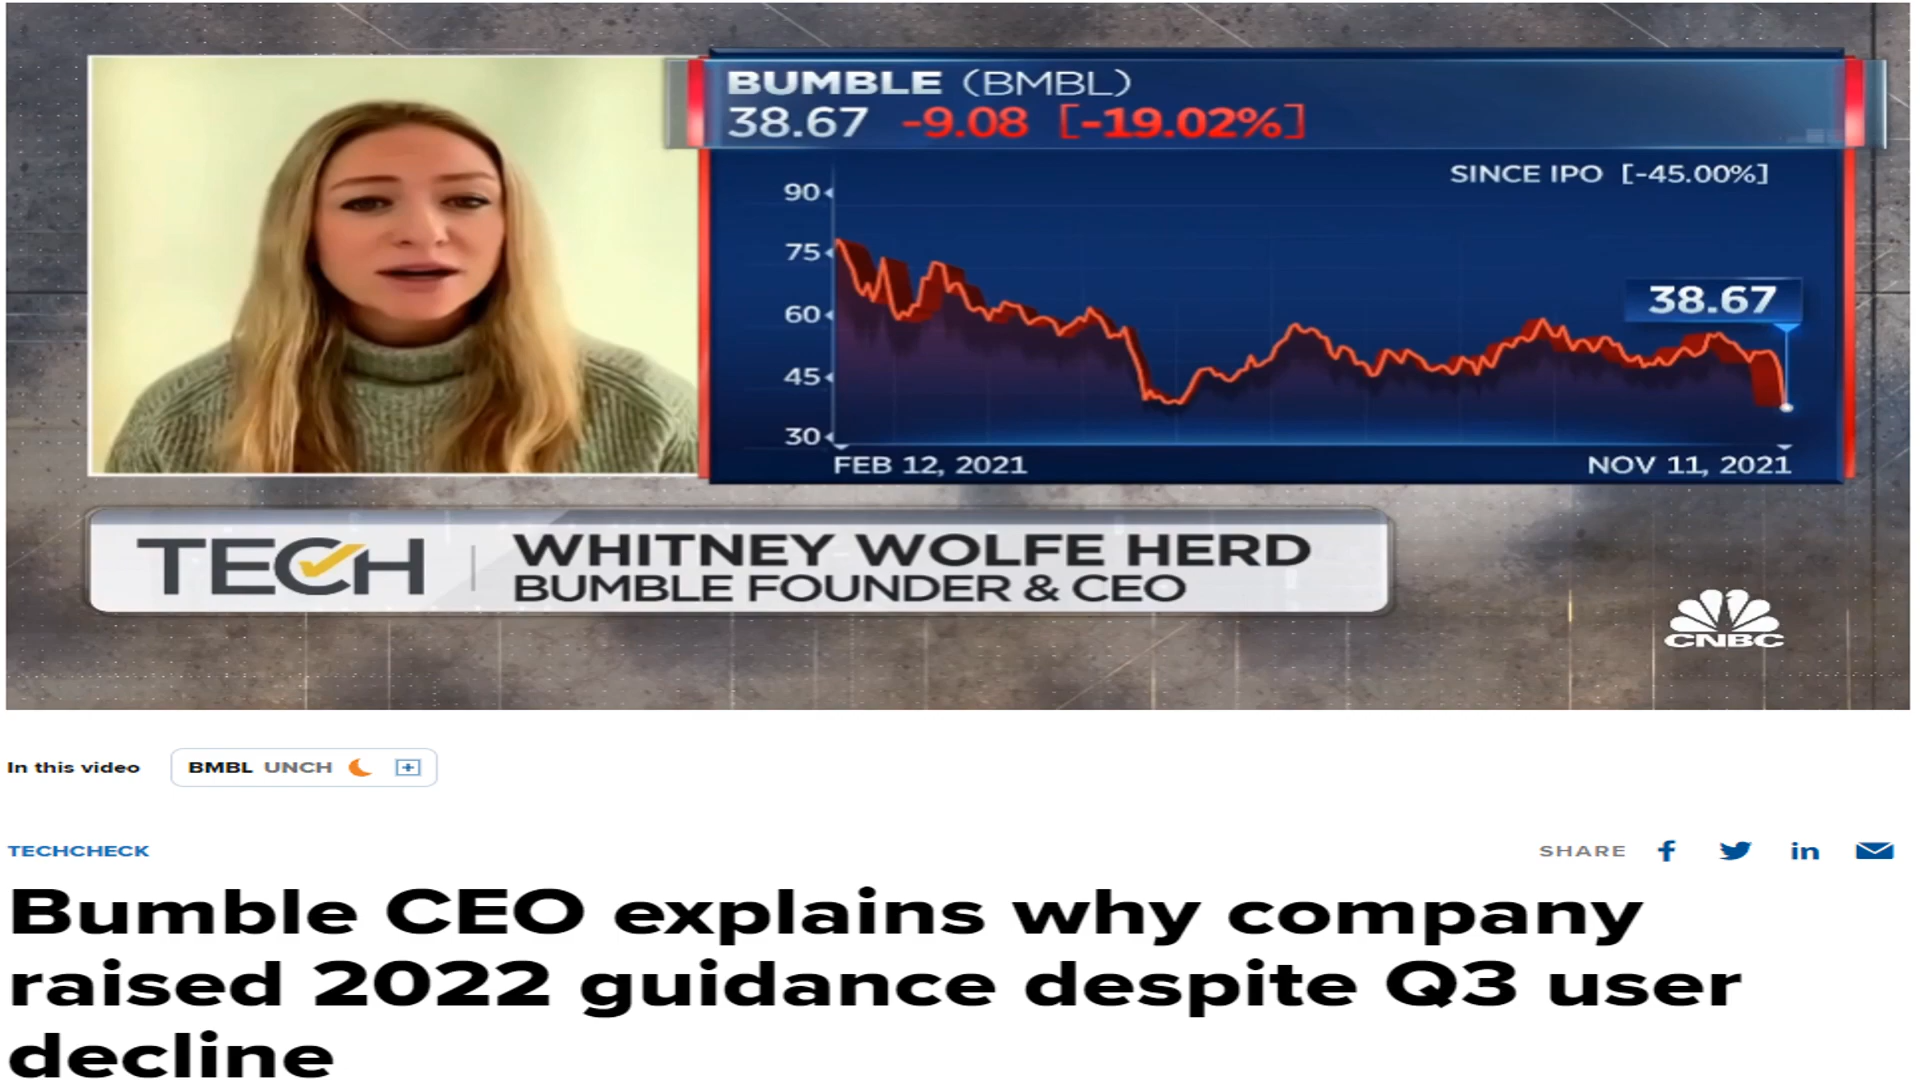 BUMBLE (BMBL)
38.67 -9.08 [-19.02%]
SINCE IPO [-45.00%]
90
75
60
45
30
38.67
FEB 12, 2021
NOV 11, 2021
TECH
WHITNEY WOLFE HERD
BUMBLE FOUNDER & CEO
CNBC
In this video
BMBL UNCH
TECHCHECK
SHARE
Bumble CEO explains why company
raised 2022 guidance despite Q3 user
decline